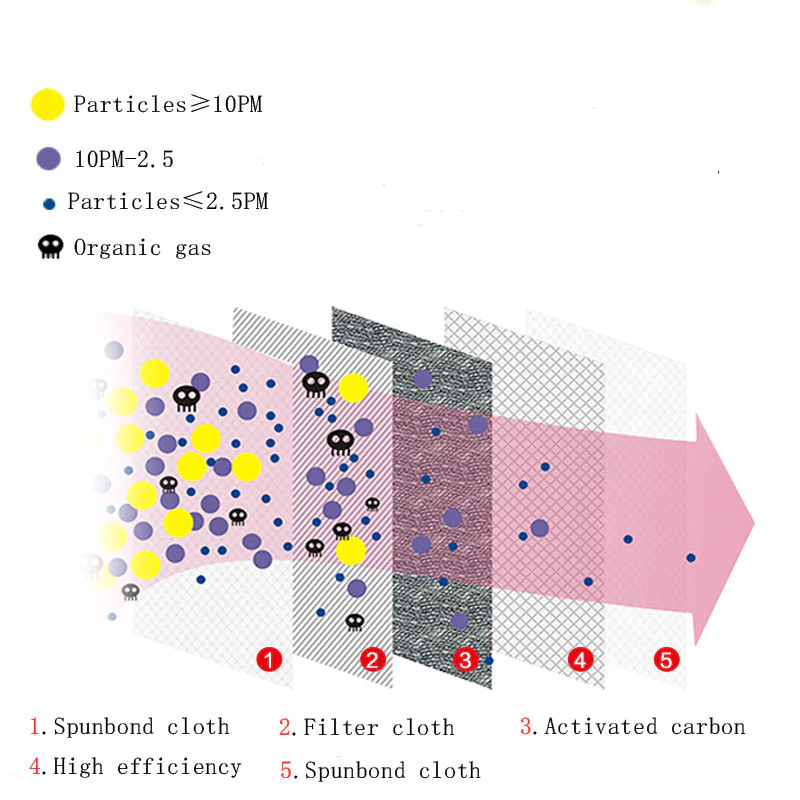 Particles≥10PM
10PM-2.5
Particles≤2.5PM
Organic gas
1 2 3 4 5
1.Spunbond cloth 2.Filter cloth 3.Activated carbon
4.High efficiency 5.Spunbond cloth